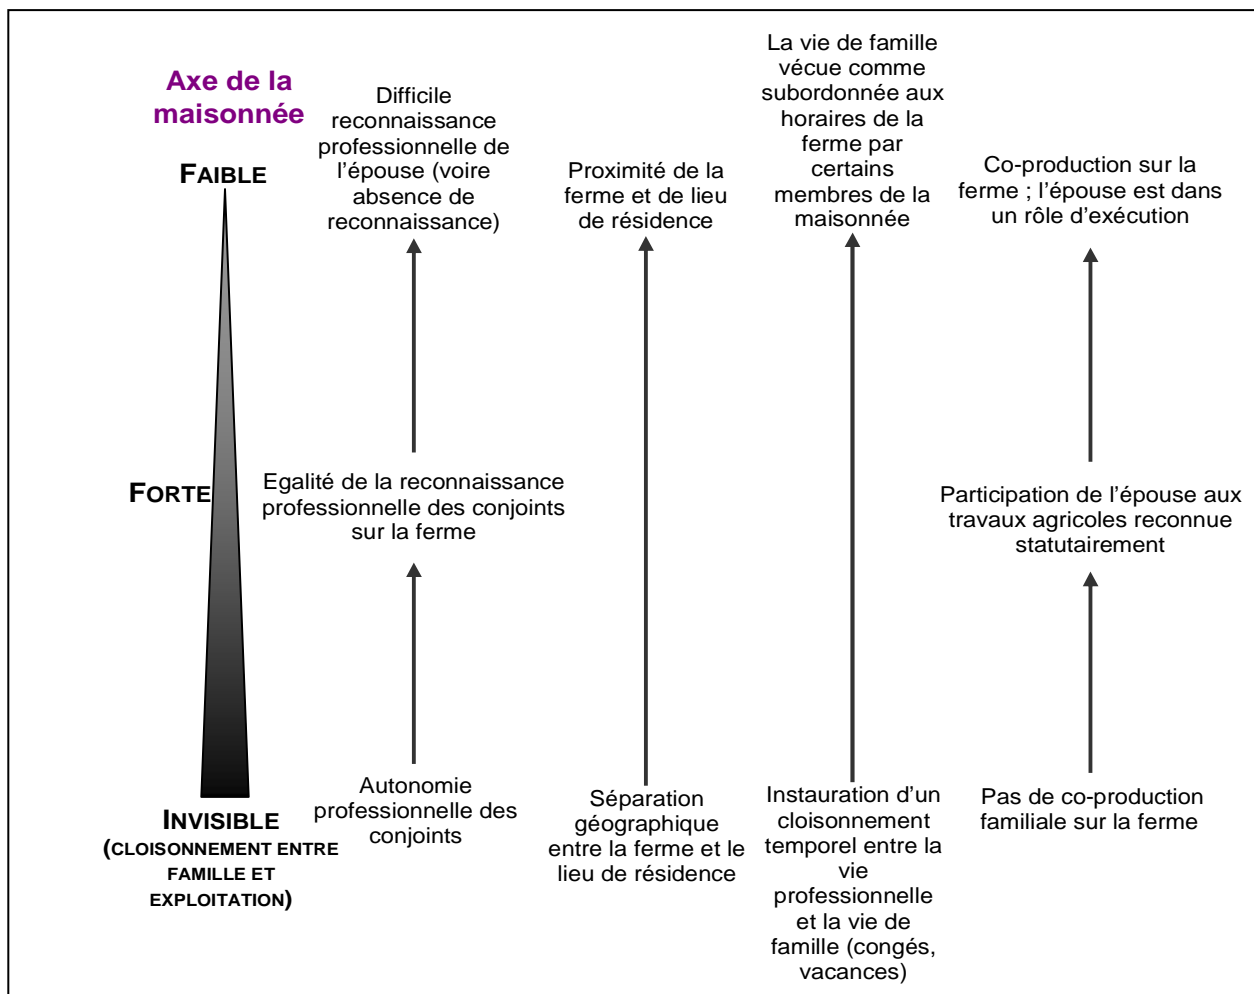 Axe de la
maisonnée
FAIBLE
FORTE
INVISIBLE
(CLOISONNEMENT ENTRE
FAMILLE ET
EXPLOITATION)
Difficile
reconnaissance
professionnelle de
l’épouse (voire
absence de
reconnaissance)
Egalité de la reconnaissance
professionnelle des conjoints
sur la ferme
Autonomie
professionnelle des
conjoints
Proximité de la
ferme et de lieu
de résidence
Séparation
géographique
entre la ferme et le
lieu de résidence
La vie de famille
vécue comme
subordonnée aux
horaires de la
ferme par
certains
membres de la
maisonnée
Instauration d’un
cloisonnement
temporel entre la
vie
professionnelle
et la vie de
famille (congés,
vacances)
Co-production sur la
ferme ; l’épouse est dans
un rôle d’exécution
Participation de l’épouse aux
travaux agricoles reconnue
statutairement
Pas de co-production
familiale sur la ferme